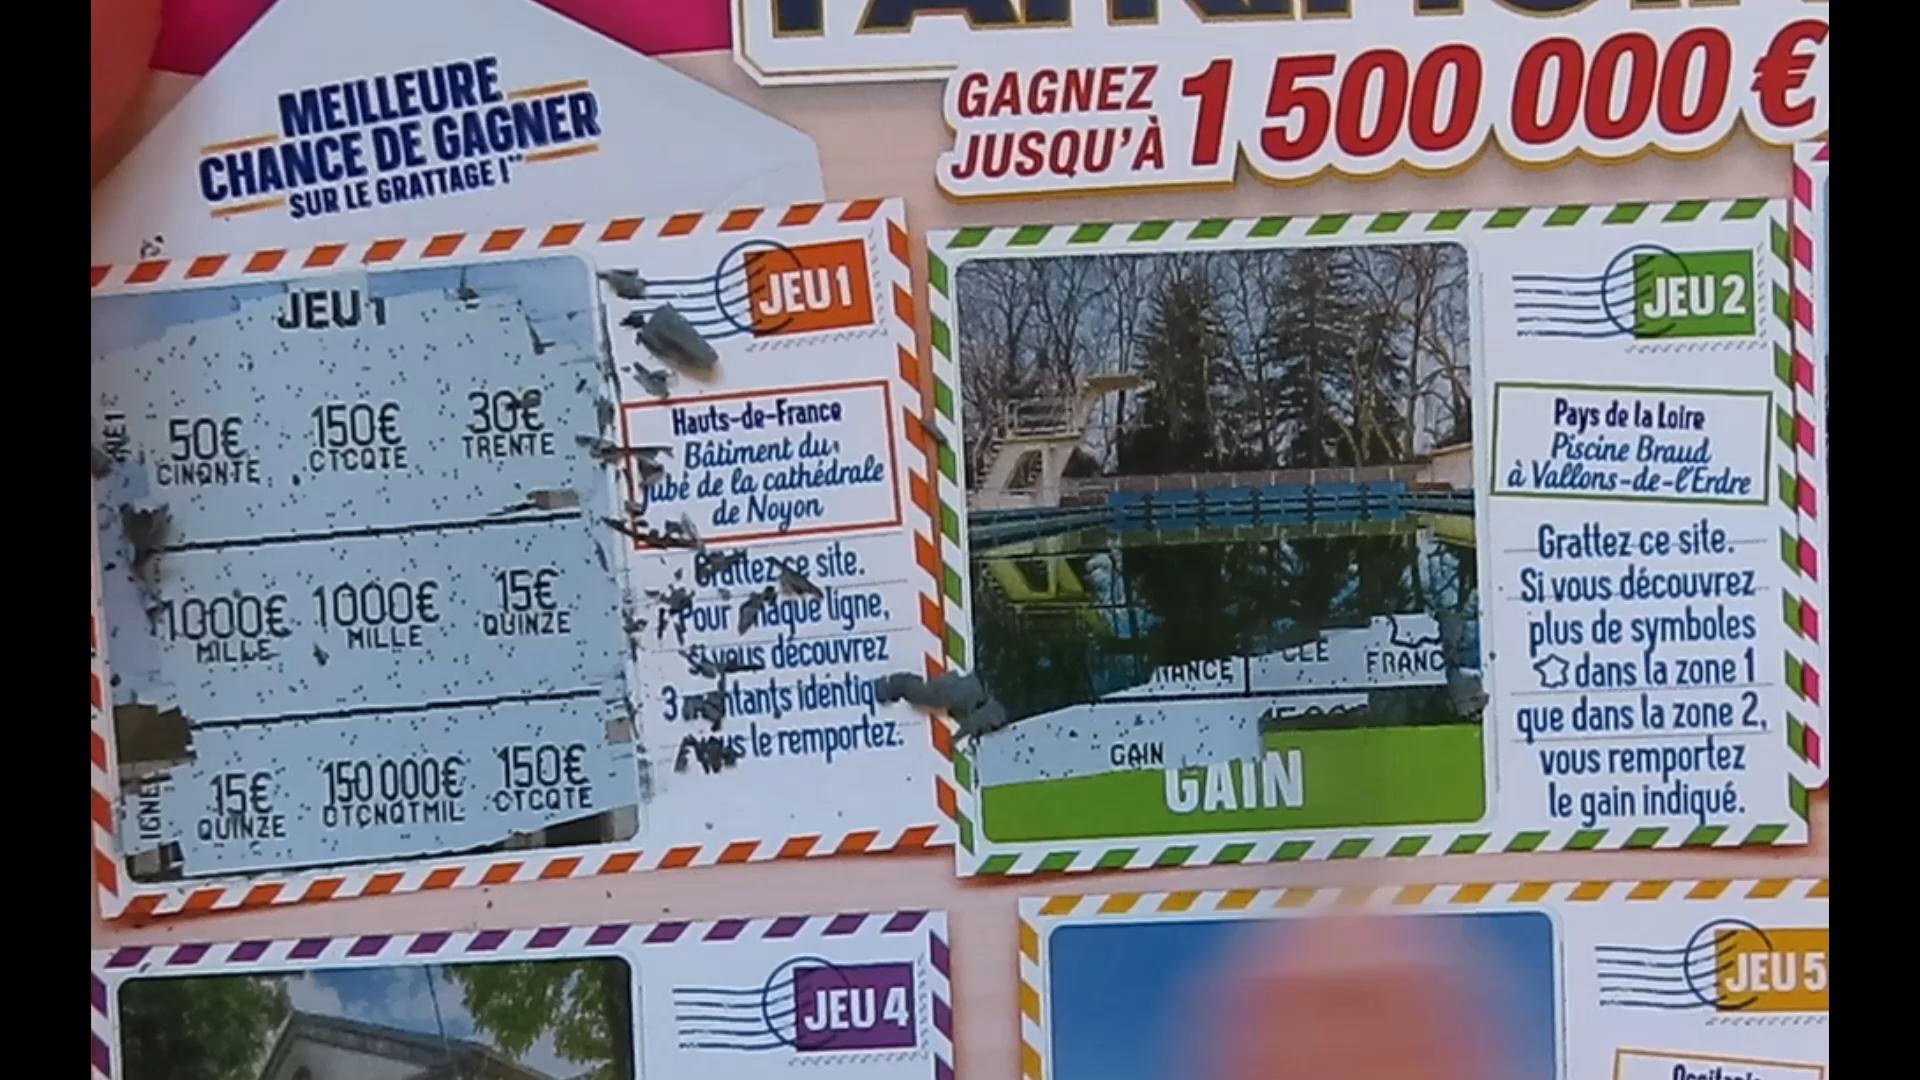 GAGNEZ
JUSQU'À 1 500 000 €
MEILLEURE
CHANCE DE GAGNER
SUR LE GRATTAGE !**
JEU 1
JEU 1
50€ 150€ 30€
CINQNTE CTCQTE TRENTE
1000€ 1000€ 15€
MILLE MILLE QUINZE
15€ 150 000€ 150€
QUINZE CTCNQTMIL CTCQTE
Hauts-de-France
Bâtiment du
jubé de la cathédrale
de Noyon
Grattez ce site.
Pour chaque ligne,
si vous découvrez
3 montants identiq
vous le remportez.
JEU 2
CLE FRANC
GAIN
GAIN
Pays de la Loire
Piscine Braud
à Vallons-de-l'Erdre
Grattez ce site.
Si vous découvrez
plus de symboles
dans la zone 1
que dans la zone 2,
vous remportez
le gain indiqué.
JEU 4
JEU 5